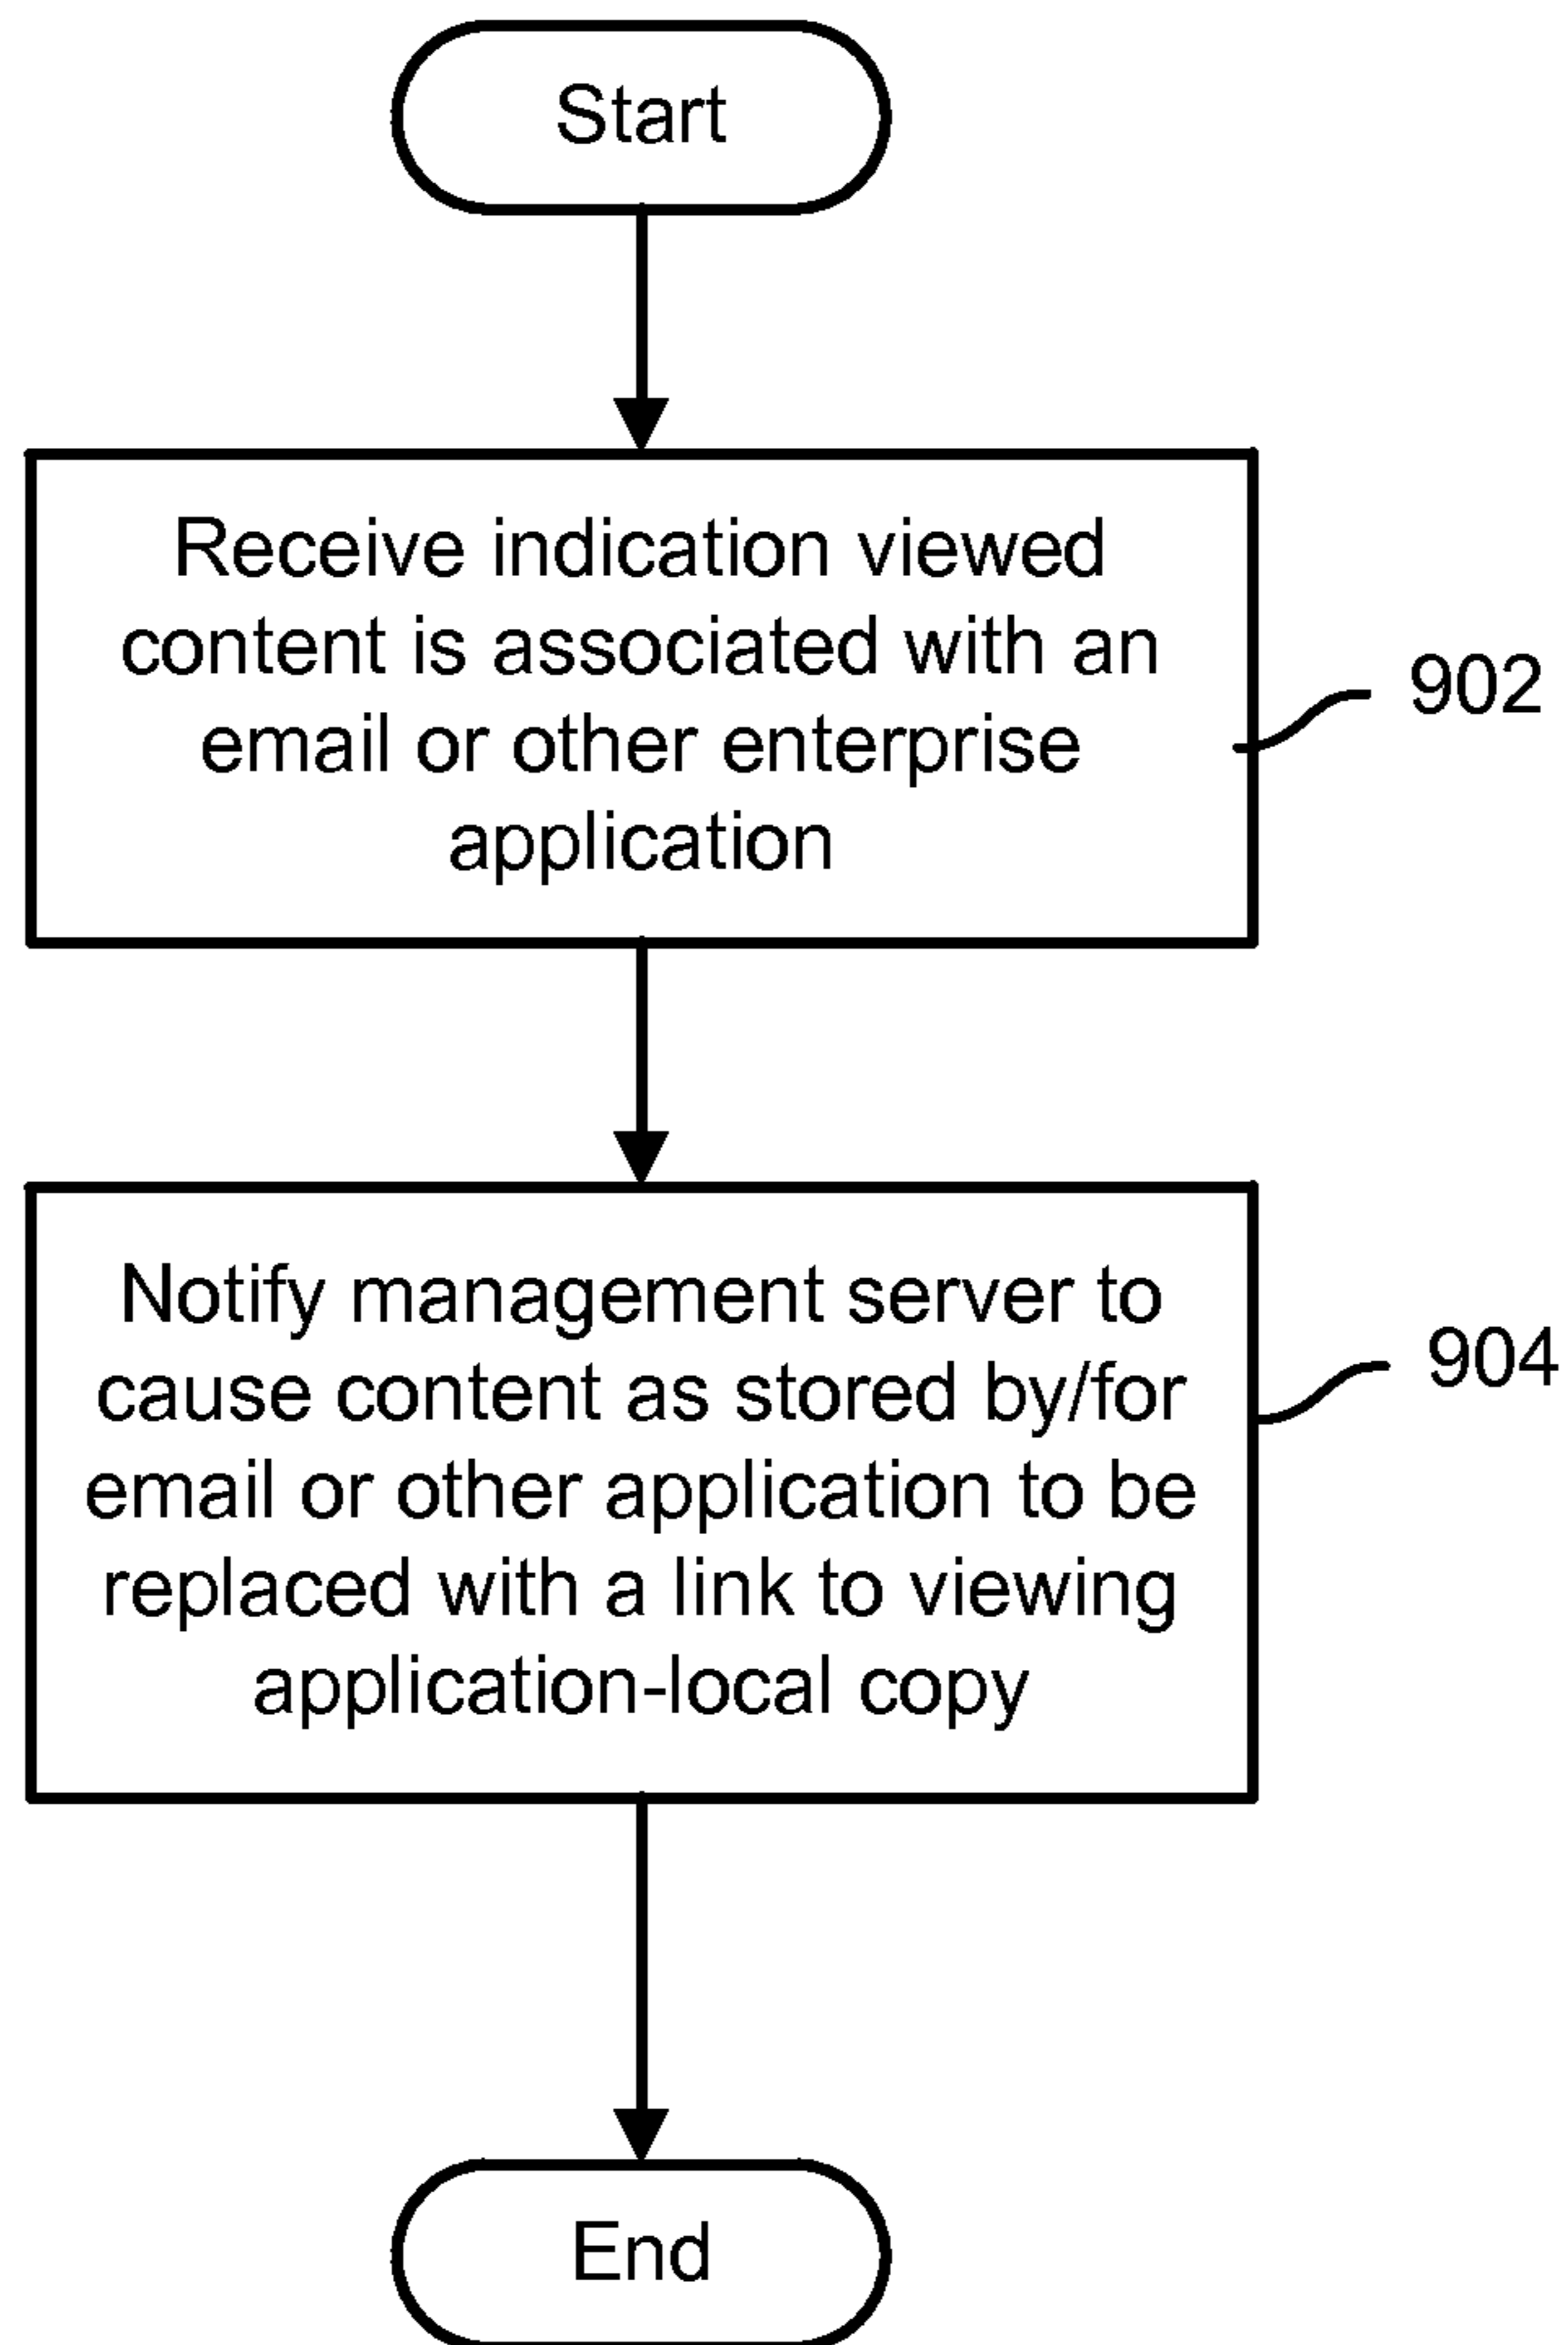 Start
Receive indication viewed
content is associated with an
email or other enterprise
application
902
Notify management server to
cause content as stored by/for
email or other application to be
replaced with a link to viewing
application-local copy
904
End